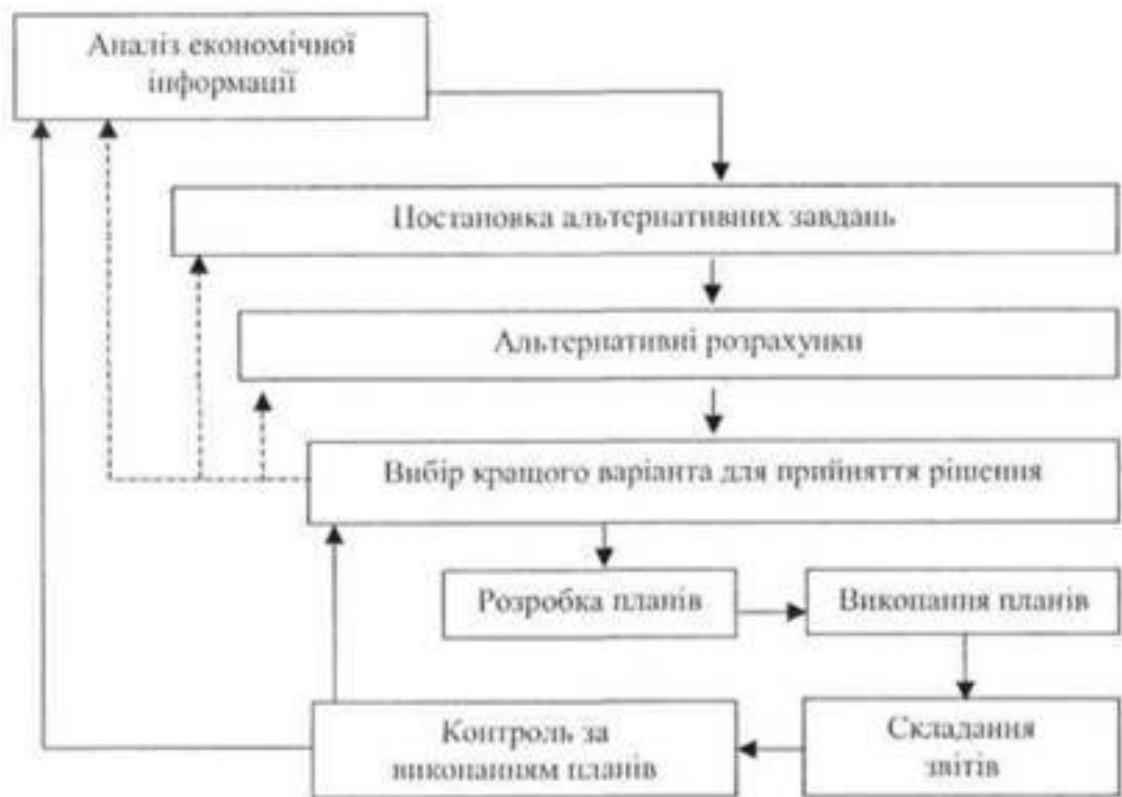 Аналіз економічної
інформації
Постановка альтернативних завдань
Альтернативні розрахунки
Вибір кращого варіанта для прийняття рішення
Розробка планів
Виконання планів
Контроль за
виконанням планів
Складання
звітів